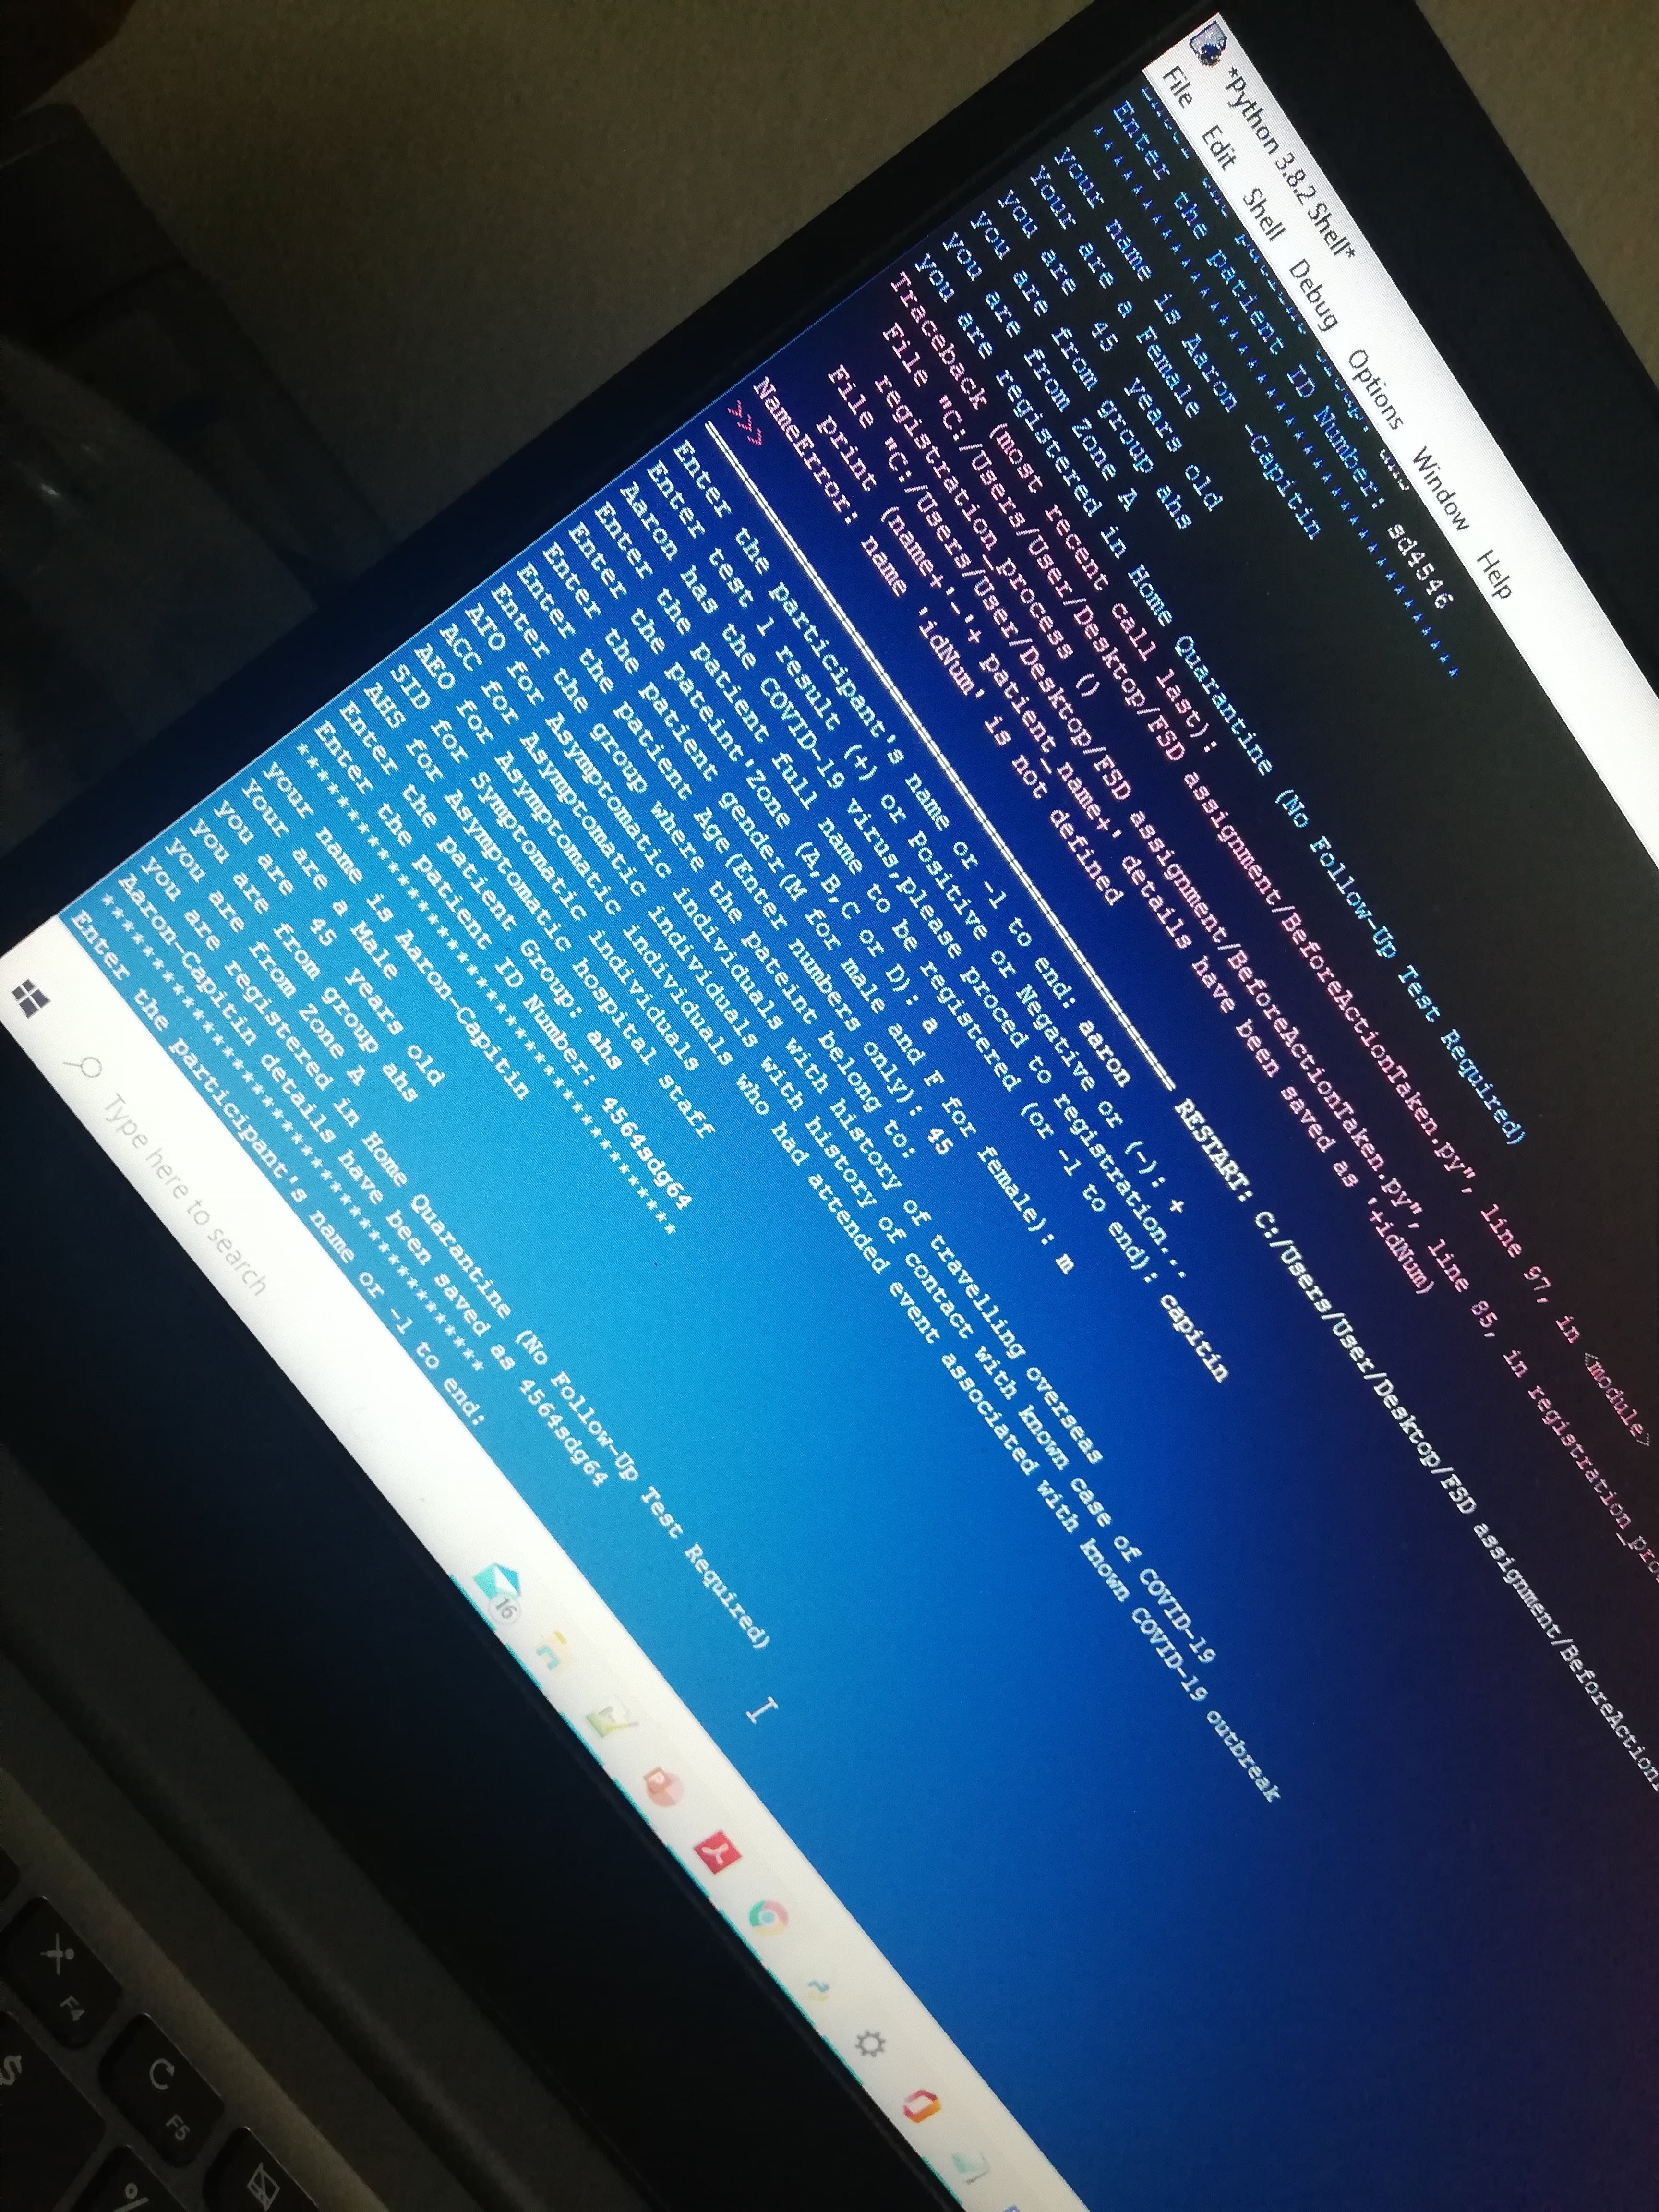 *Python 3.8.2 Shell*
File Edit Shell Debug Options Window Help
Enter the patient ID Number: sd4546
****************************************
your name is Aaron -Capitin
Your are a Female
you are 45 years old
you are from group ahs
you are from Zone A
you are registered in Home Quarantine (No Follow-Up Test Required)
Traceback (most recent call last):
File "C:/Users/User/Desktop/FSD assignment/BeforeActionTaken.py", line 97, in <module>
registration_process ()
File "C:/Users/User/Desktop/FSD assignment/BeforeActionTaken.py", line 85, in registration_proc
print (name+'-'+ patient_name+' details have been saved as '+idNum)
NameError: name 'idNum' is not defined
>>>
RESTART: C:/Users/User/Desktop/FSD assignment/BeforeAction
Enter the participant's name or -1 to end: aaron
Enter test 1 result (+) or Positive or Negative or (-): +
Aaron has the COVID-19 virus,please proced to registration...
Enter the patient full name to be registered (or -1 to end): capitin
Enter the pateint'Zone (A,B,C or D): a
Enter the patient gender(M for male and F for female): m
Enter the patient Age(Enter numbers only): 45
Enter the group where the pateint belong to:
ATO for Asymptomatic individuals with history of travelling overseas
ACC for Asymptomatic individuals with history of contact with known case of COVID-19
AEO for Asymptomatic individuals who had attended event associated with known COVID-19 outbreak
SID for Symptomatic individuals
AHS for Asymptomatic hospital staff
Enter the patient Group: ahs
Enter the patient ID Number: 4564sdg64
****************************************
your name is Aaron-Capitin
Your are a Male
you are 45 years old
you are from group ahs
you are from Zone A
you are registered in Home Quarantine (No Follow-Up Test Required)
Aaron-Capitin details have been saved as 4564sdg64
****************************************
Enter the participant's name or -1 to end:
Type here to search
16
F4
F5
$
%